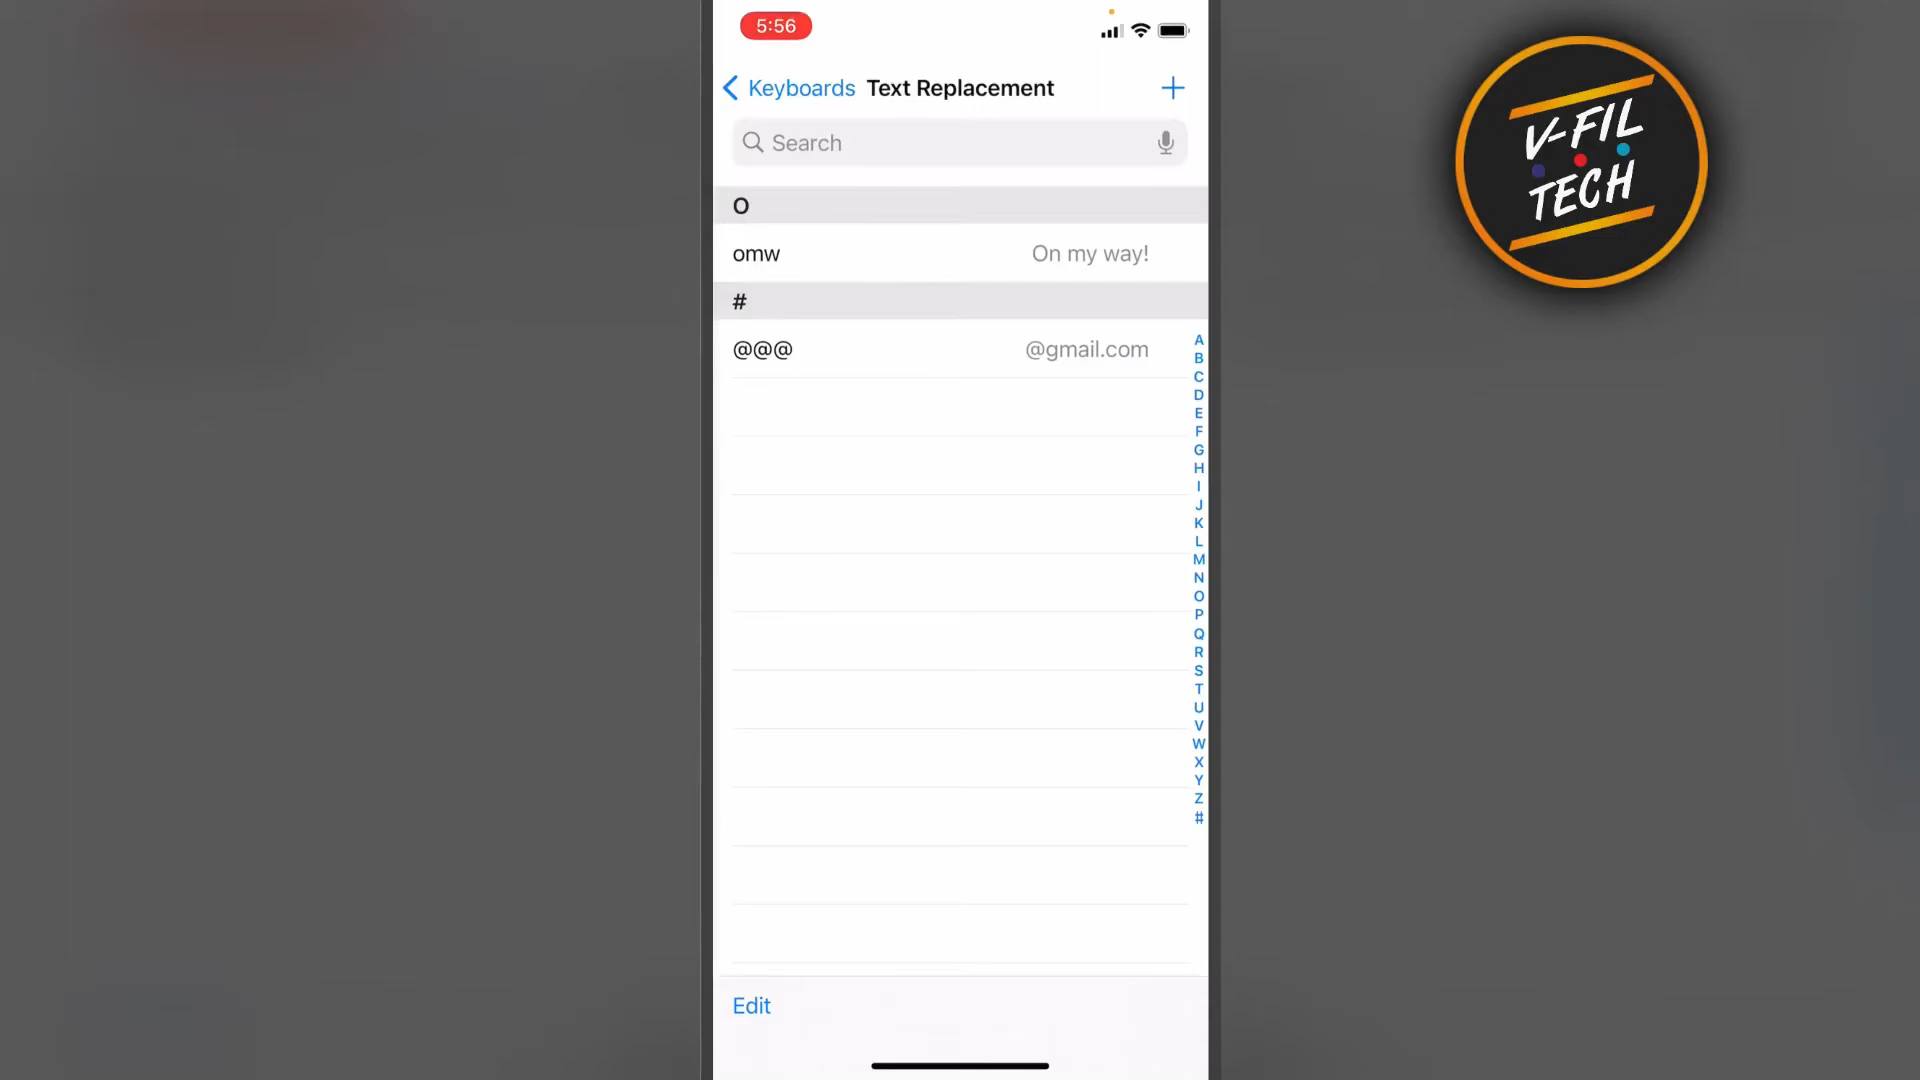 5:56
Keyboards Text Replacement
Search
O
omw On my way!
#
@@@ @gmail.com
A
B
C
D
E
F
G
H
I
J
K
L
M
N
O
P
Q
R
S
T
U
V
W
X
Y
Z
#
Edit
V-FIL
TECH